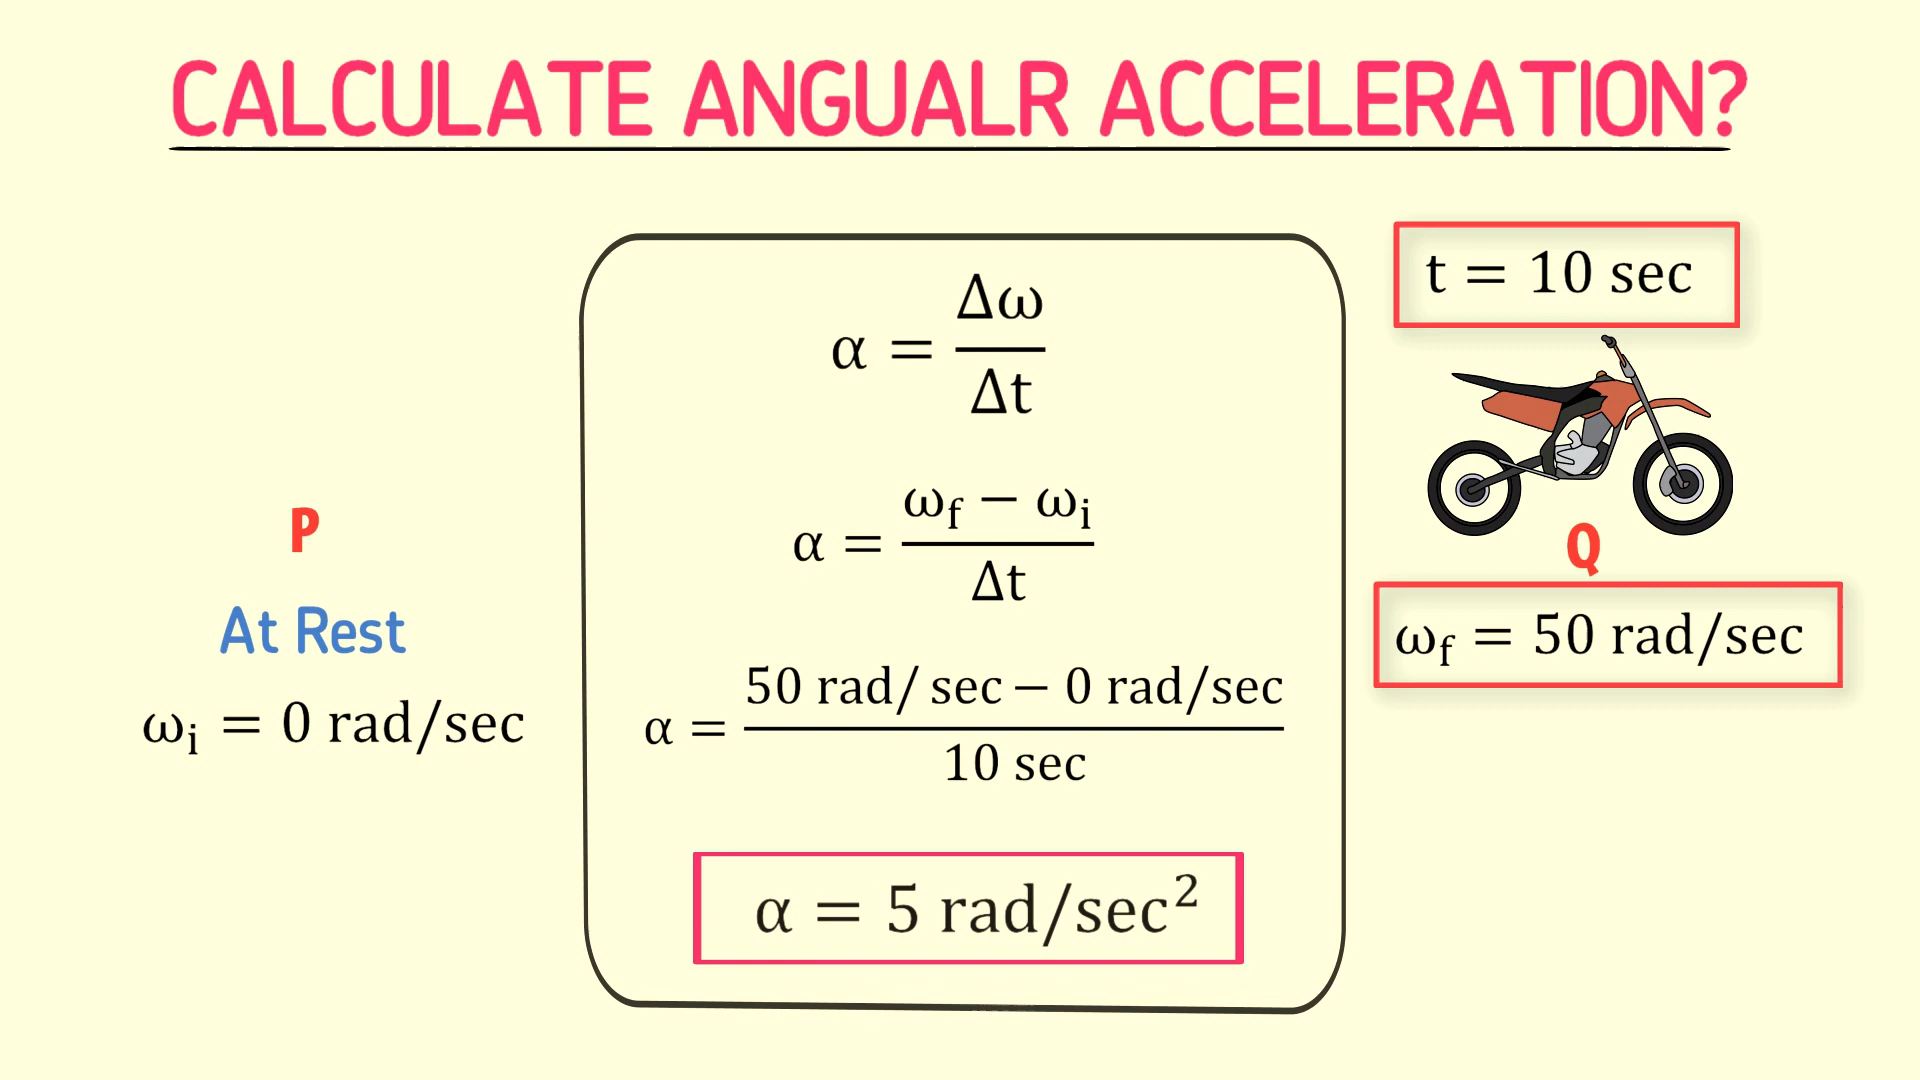 CALCULATE ANGUALR ACCELERATION?
t = 10 sec
α = Δω/Δt
P
At Rest
ωi = 0 rad/sec
α = (ωf − ωi)/Δt
Q
ωf = 50 rad/sec
α = (50 rad/ sec − 0 rad/sec)/(10 sec)
α = 5 rad/sec²